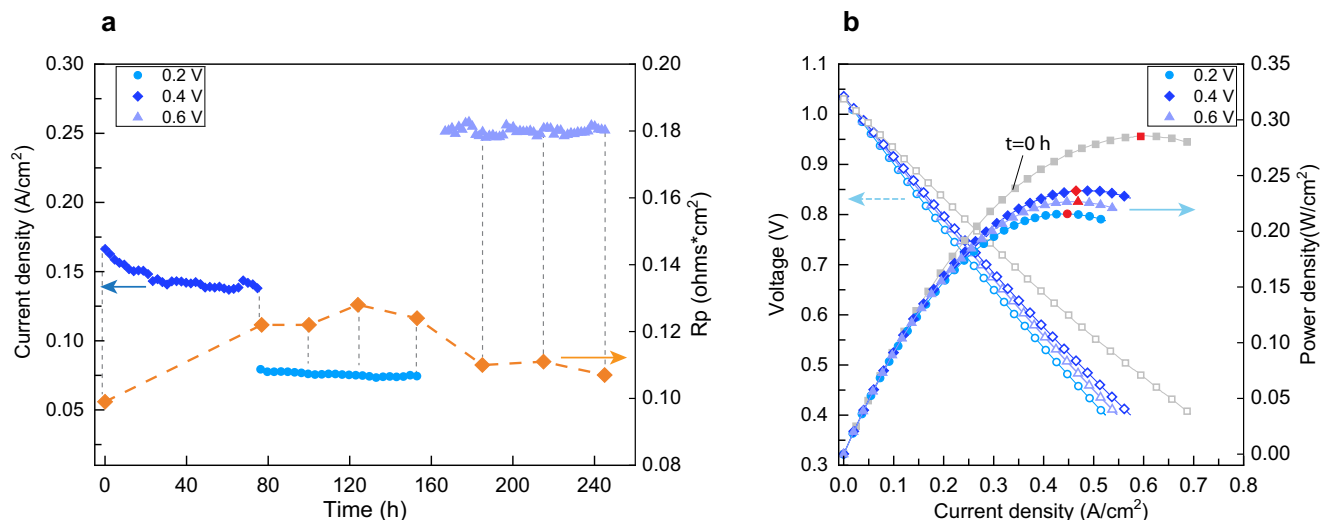 a
b
0.30
0.25
0.20
0.15
0.10
0.05
Current density (A/cm²)
0.2 V
0.4 V
0.6 V
0.20
0.18
0.16
0.14
0.12
0.10
0.08
Rp (ohms*cm²)
0 40 80 120 160 200 240
Time (h)
1.1
1.0
0.9
0.8
0.7
0.6
0.5
0.4
0.3
Voltage (V)
t=0 h
0.2 V
0.4 V
0.6 V
0.35
0.30
0.25
0.20
0.15
0.10
0.05
0.00
Power density(W/cm²)
0.0 0.1 0.2 0.3 0.4 0.5 0.6 0.7 0.8
Current density (A/cm²)